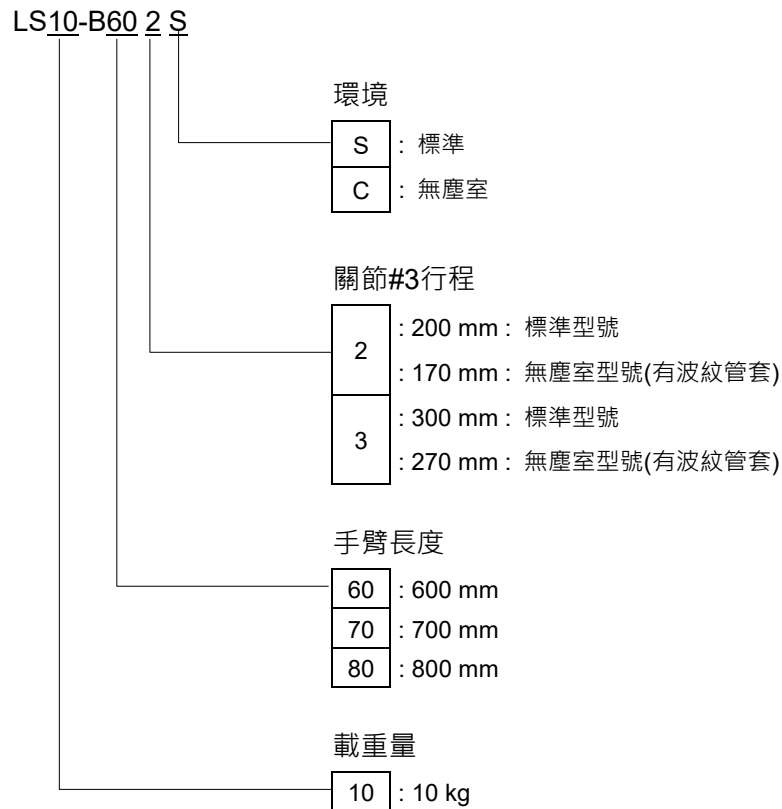 LS10-B60 2 S
環境
S : 標準
C : 無塵室
關節#3行程
2
: 200 mm : 標準型號
: 170 mm : 無塵室型號(有波紋管套)
3
: 300 mm : 標準型號
: 270 mm : 無塵室型號(有波紋管套)
手臂長度
60 : 600 mm
70 : 700 mm
80 : 800 mm
載重量
10 : 10 kg